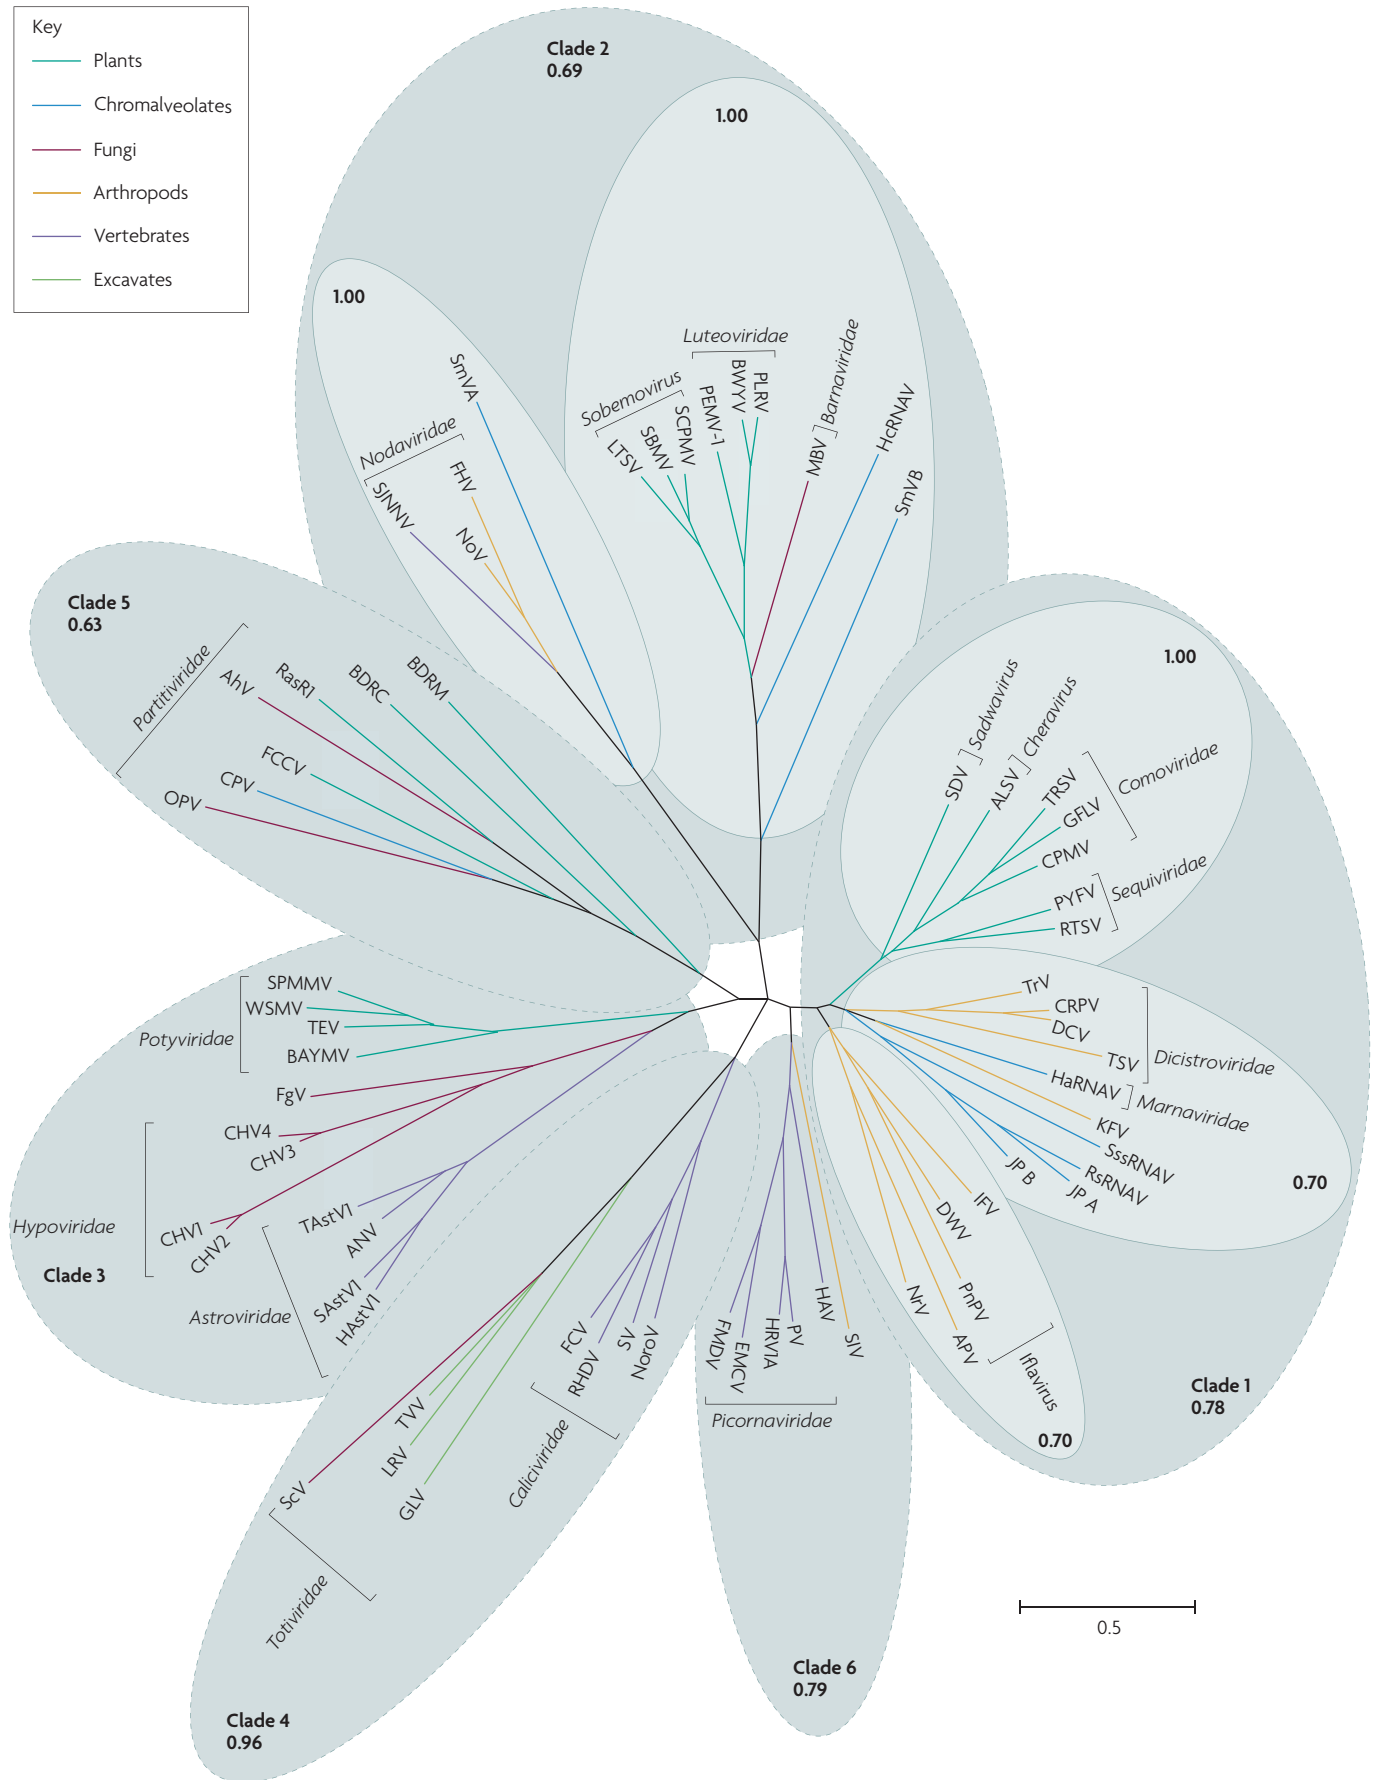 Key
Plants
Chromalveolates
Fungi
Arthropods
Vertebrates
Excavates
Clade 2
0.69
1.00
1.00
SmVA
Nodaviridae
FHV
SJNNV
NoV
Luteoviridae
Sobemovirus
LTSV
SBMV
SCPMV
PEMV-1
BWYV
PLRV
MBV
Barnaviridae
HcRNAV
SmVB
Clade 5
0.63
Partitiviridae
AhV
RasR1
BDRC
BDRM
FCCV
CPV
OPV
1.00
SDV
Sadwavirus
ALSV
Cheravirus
TRSV
GFLV
CPMV
Comoviridae
PYFV
RTSV
Sequiviridae
TrV
CRPV
DCV
TSV
Dicistroviridae
HaRNAV
Marnaviridae
KFV
SssRNAV
RsRNAV
JP A
JP B
0.70
IFV
DWV
PnPV
APV
NrV
Iflavirus
0.70
Clade 1
0.78
Potyviridae
SPMMV
WSMV
TEV
BAYMV
FgV
CHV4
CHV3
CHV1
CHV2
Hypoviridae
Clade 3
TAstV1
ANV
SAstV1
HAstV1
Astroviridae
FCV
RHDV
SV
NoroV
Caliciviridae
TVV
LRV
GLV
ScV
Totiviridae
Clade 4
0.96
FMDV
EMCV
HRV1A
PV
HAV
SIV
Picornaviridae
Clade 6
0.79
0.5